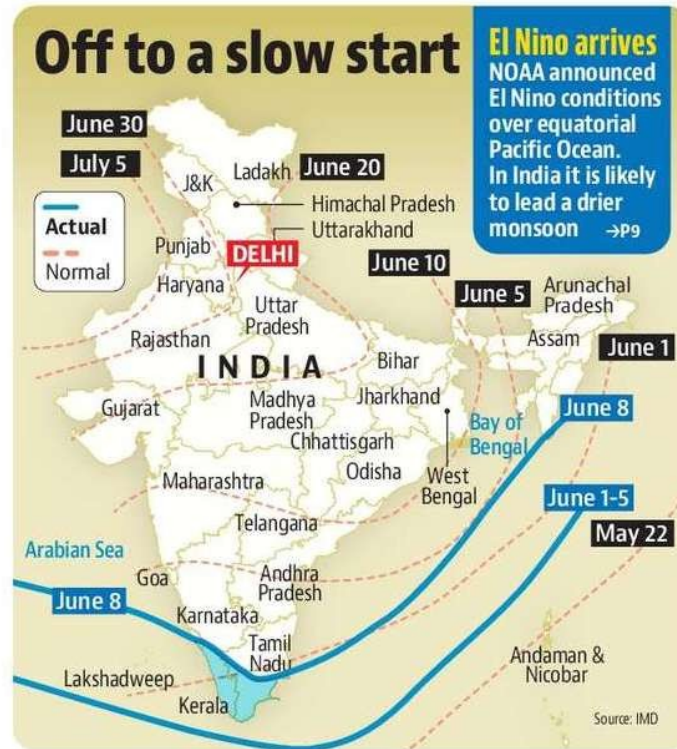 Off to a slow start
El Nino arrives
NOAA announced
El Nino conditions
over equatorial
Pacific Ocean.
In India it is likely
to lead a drier
monsoon →P9
June 30
July 5
June 20
J&K
Ladakh
Actual
Normal
Himachal Pradesh
Uttarakhand
Punjab
DELHI
Haryana
June 10
June 5
Arunachal
Pradesh
Assam
June 1
Uttar
Pradesh
Rajasthan
INDIA
Bihar
Gujarat
Madhya
Pradesh
Jharkhand
Chhattisgarh
Bay of
Bengal
June 8
Odisha
West
Bengal
Maharashtra
June 1-5
Telangana
May 22
Arabian Sea
Goa
Andhra
Pradesh
June 8
Karnataka
Tamil
Nadu
Lakshadweep
Kerala
Andaman &
Nicobar
Source: IMD